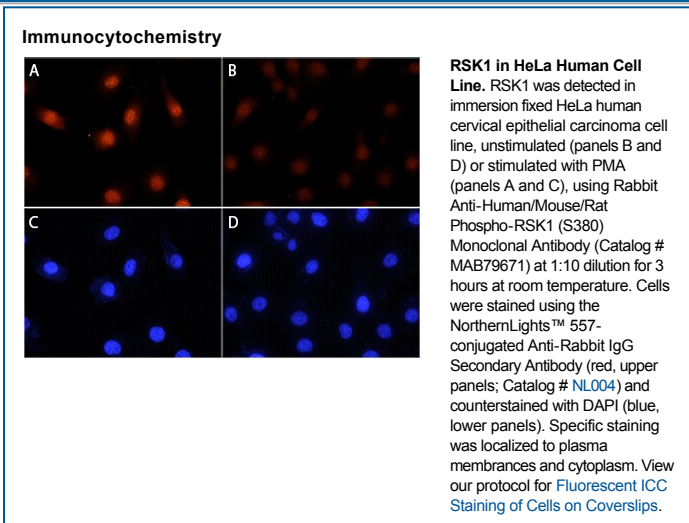 Immunocytochemistry
A
B
C
D
RSK1 in HeLa Human Cell
Line. RSK1 was detected in
immersion fixed HeLa human
cervical epithelial carcinoma cell
line, unstimulated (panels B and
D) or stimulated with PMA
(panels A and C), using Rabbit
Anti-Human/Mouse/Rat
Phospho-RSK1 (S380)
Monoclonal Antibody (Catalog #
MAB79671) at 1:10 dilution for 3
hours at room temperature. Cells
were stained using the
NorthernLights™ 557-
conjugated Anti-Rabbit IgG
Secondary Antibody (red, upper
panels; Catalog # NL004) and
counterstained with DAPI (blue,
lower panels). Specific staining
was localized to plasma
membrances and cytoplasm. View
our protocol for Fluorescent ICC
Staining of Cells on Coverslips.